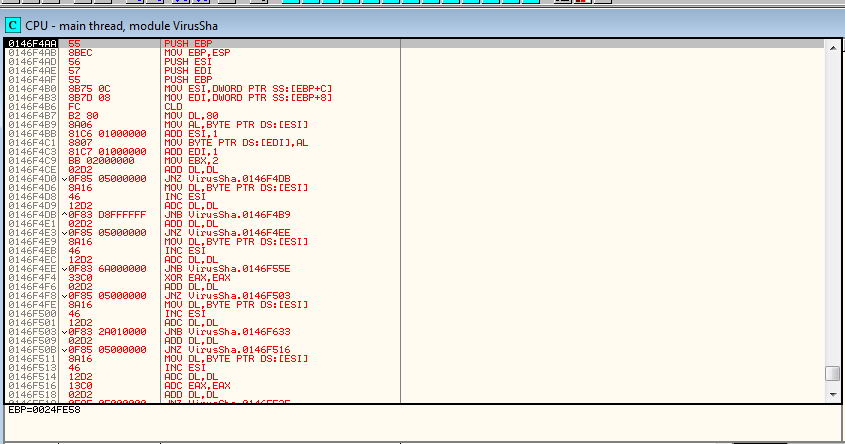 C CPU - main thread, module VirusSha
0146F4AA 55 PUSH EBP
0146F4AB 8BEC MOV EBP,ESP
0146F4AD 56 PUSH ESI
0146F4AE 57 PUSH EDI
0146F4AF 55 PUSH EBP
0146F4B0 8B75 0C MOV ESI,DWORD PTR SS:[EBP+C]
0146F4B3 8B7D 08 MOV EDI,DWORD PTR SS:[EBP+8]
0146F4B6 FC CLD
0146F4B7 B2 80 MOV DL,80
0146F4B9 8A06 MOV AL,BYTE PTR DS:[ESI]
0146F4BB 81C6 01000000 ADD ESI,1
0146F4C1 8807 MOV BYTE PTR DS:[EDI],AL
0146F4C3 81C7 01000000 ADD EDI,1
0146F4C9 BB 02000000 MOV EBX,2
0146F4CE 02D2 ADD DL,DL
0146F4D0 0F85 05000000 JNZ VirusSha.0146F4DB
0146F4D6 8A16 MOV DL,BYTE PTR DS:[ESI]
0146F4D8 46 INC ESI
0146F4D9 12D2 ADC DL,DL
0146F4DB ^0F83 D8FFFFFF JNB VirusSha.0146F4B9
0146F4E1 02D2 ADD DL,DL
0146F4E3 0F85 05000000 JNZ VirusSha.0146F4EE
0146F4E9 8A16 MOV DL,BYTE PTR DS:[ESI]
0146F4EB 46 INC ESI
0146F4EC 12D2 ADC DL,DL
0146F4EE 0F83 6A000000 JNB VirusSha.0146F55E
0146F4F4 33C0 XOR EAX,EAX
0146F4F6 02D2 ADD DL,DL
0146F4F8 0F85 05000000 JNZ VirusSha.0146F503
0146F4FE 8A16 MOV DL,BYTE PTR DS:[ESI]
0146F500 46 INC ESI
0146F501 12D2 ADC DL,DL
0146F503 0F83 2A010000 JNB VirusSha.0146F633
0146F509 02D2 ADD DL,DL
0146F50B 0F85 05000000 JNZ VirusSha.0146F516
0146F511 8A16 MOV DL,BYTE PTR DS:[ESI]
0146F513 46 INC ESI
0146F514 12D2 ADC DL,DL
0146F516 13C0 ADC EAX,EAX
0146F518 02D2 ADD DL,DL
EBP=0024FE58